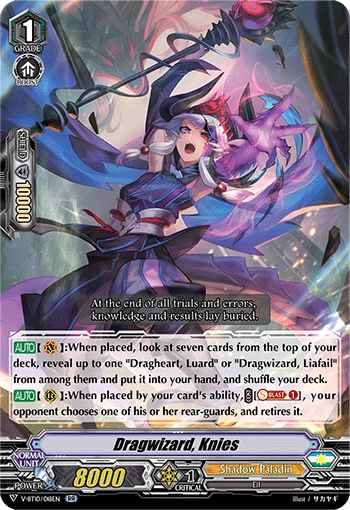 1
GRADE
BOOST
SHIELD 10000
At the end of all trials and errors,
knowledge and results lay buried.
AUTO[ ]:When placed, look at seven cards from the top of your
deck, reveal up to one "Dragheart, Luard" or "Dragwizard, Liafail"
from among them and put it into your hand, and shuffle your deck.
AUTO[ ]:When placed by your card's ability, [ BLAST 1], your
opponent chooses one of his or her rear-guards, and retires it.
Dragwizard, Knies
NORMAL
UNIT
POWER 8000
1
CRITICAL
Shadow Paladin
Elf
V-BT10/018EN RR
Illust / サカヤギ